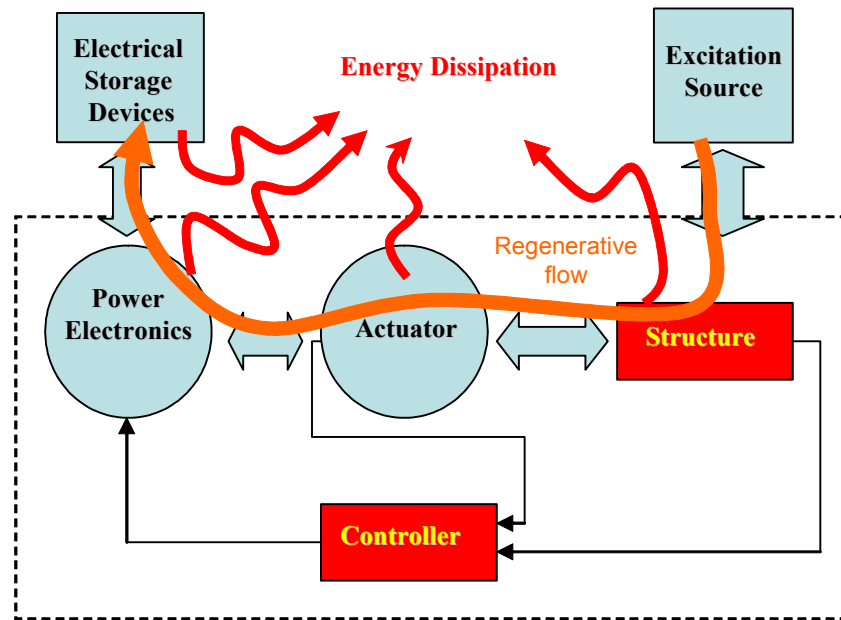 Electrical
Storage
Devices
Energy Dissipation
Excitation
Source
Regenerative
flow
Power
Electronics
Actuator
Structure
Controller